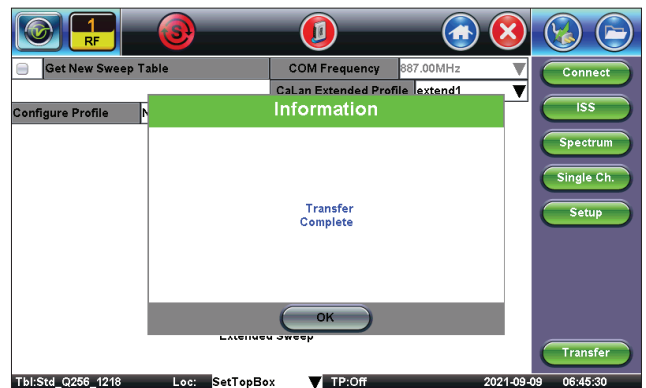 1
RF
S
Get New Sweep Table
COM Frequency 887.00MHz
Connect
CaLan Extended Profile extend1
Configure Profile N
Information
ISS
Spectrum
Single Ch.
Transfer
Complete
Setup
OK
Extended Sweep
Transfer
Tbl:Std_Q256_1218 Loc: SetTopBox TP:Off 2021-09-09 06:45:30